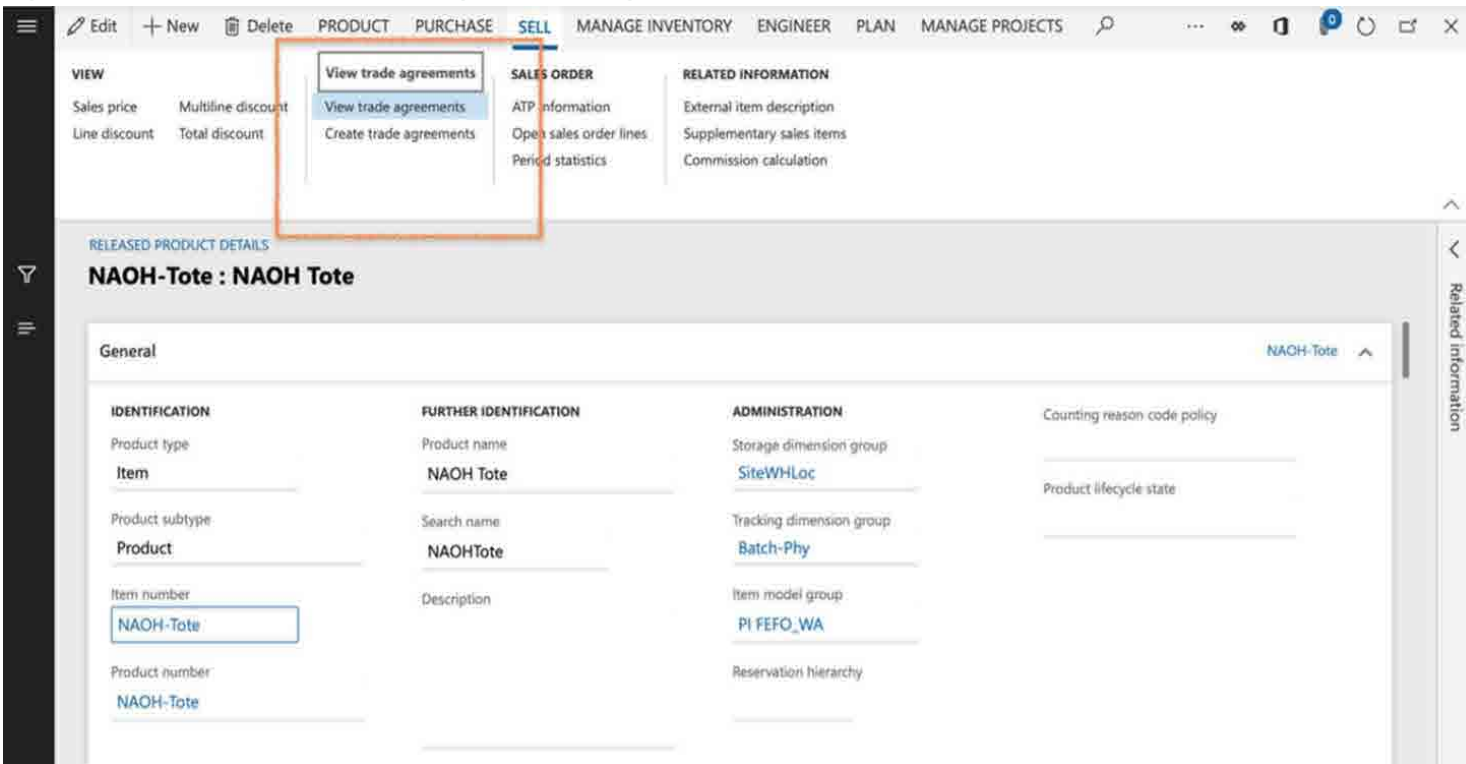 Edit New Delete PRODUCT PURCHASE SELL MANAGE INVENTORY ENGINEER PLAN MANAGE PROJECTS ... 0
VIEW
Sales price Multiline discount
Line discount Total discount
View trade agreements
View trade agreements
Create trade agreements
SALES ORDER
ATP information
Open sales order lines
Period statistics
RELATED INFORMATION
External item description
Supplementary sales items
Commission calculation
RELEASED PRODUCT DETAILS
NAOH-Tote : NAOH Tote
Related information
General NAOH-Tote
IDENTIFICATION
Product type
Item
Product subtype
Product
Item number
NAOH-Tote
Product number
NAOH-Tote
FURTHER IDENTIFICATION
Product name
NAOH Tote
Search name
NAOHTote
Description
ADMINISTRATION
Storage dimension group
SiteWHLoc
Tracking dimension group
Batch-Phy
Item model group
PI FEFO_WA
Reservation hierarchy
Counting reason code policy
Product lifecycle state